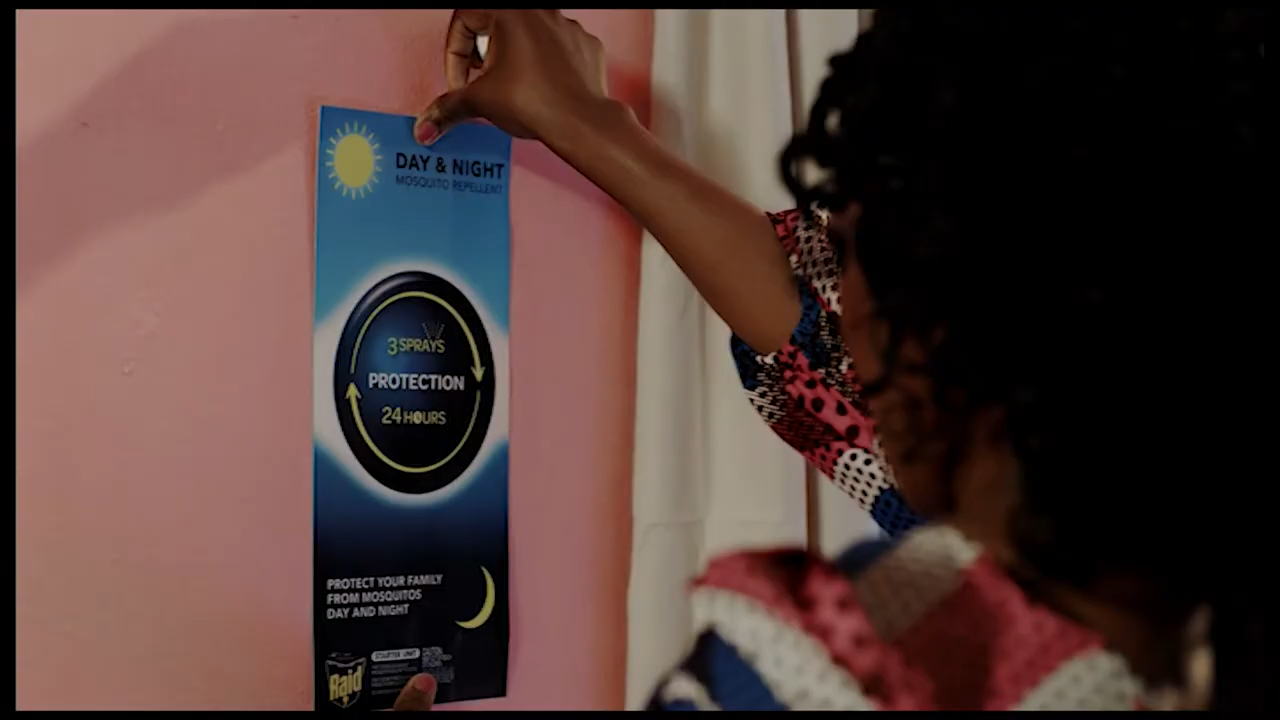 DAY & NIGHT
MOSQUITO REPELLENT
3 SPRAYS
PROTECTION
24 HOURS
PROTECT YOUR FAMILY
FROM MOSQUITOS
DAY AND NIGHT
STARTER UNIT
Raid